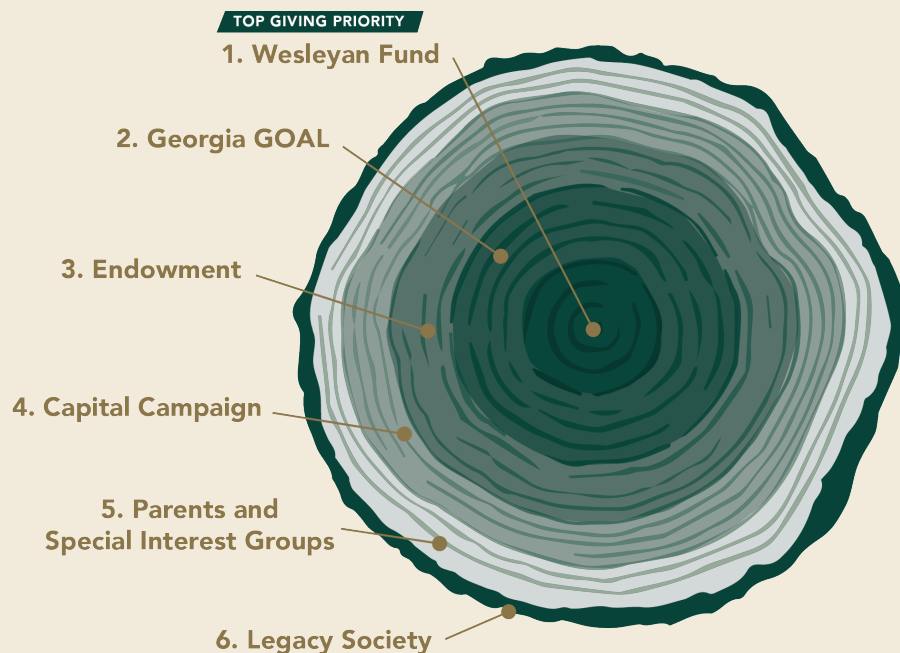 TOP GIVING PRIORITY
1. Wesleyan Fund
2. Georgia GOAL
3. Endowment
4. Capital Campaign
5. Parents and
Special Interest Groups
6. Legacy Society